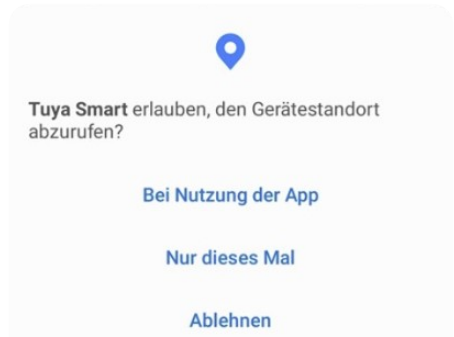 Tuya Smart erlauben, den Gerätestandort
abzurufen?
Bei Nutzung der App
Nur dieses Mal
Ablehnen